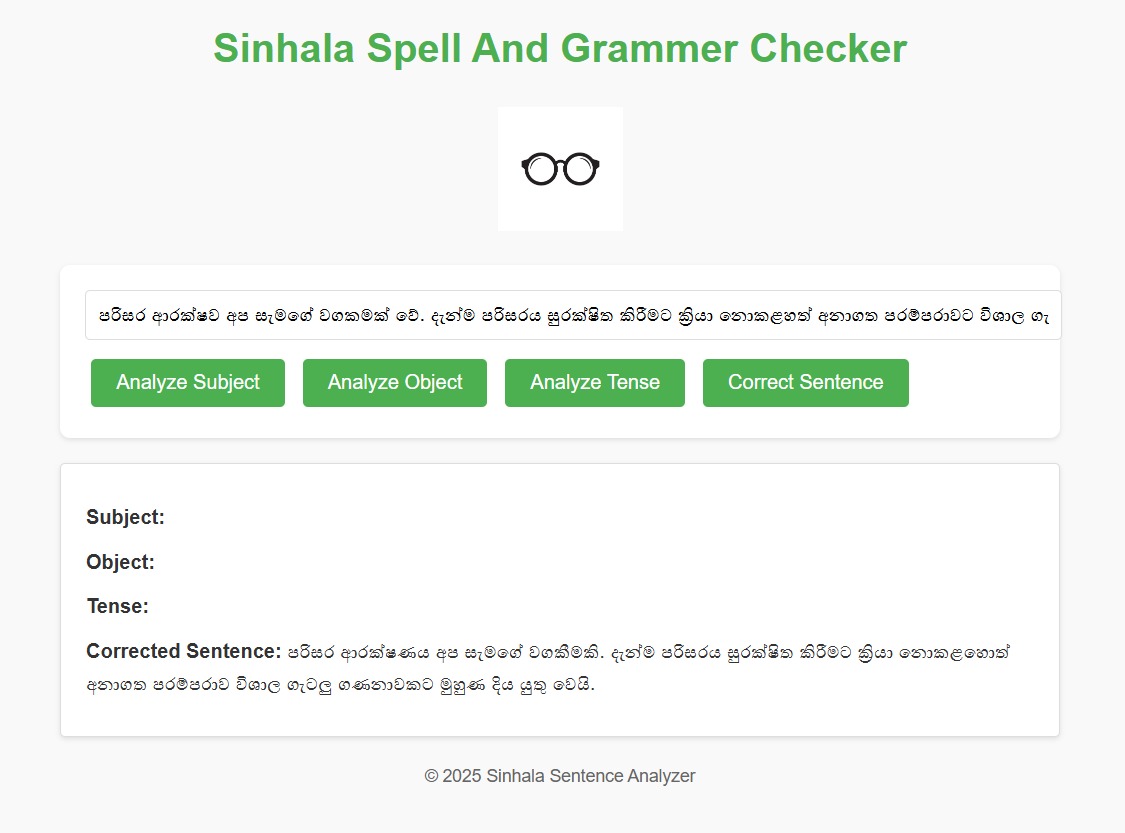 Sinhala Spell And Grammer Checker
පරිසර ආරක්ෂව අප සැමගේ වගකමක් වේ. දැන්ම පරිසරය සුරක්ෂිත කිරීමට ක්‍රියා නොකළහත් අනාගත පරම්පරාවට විශාල ගැ
Analyze Subject Analyze Object Analyze Tense Correct Sentence
Subject:
Object:
Tense:
Corrected Sentence: පරිසර ආරක්ෂණය අප සැමගේ වගකීමකි. දැන්ම පරිසරය සුරක්ෂිත කිරීමට ක්‍රියා නොකළහොත්
අනාගත පරම්පරාව විශාල ගැටලු ගණනාවකට මුහුණ දිය යුතු වෙයි.
© 2025 Sinhala Sentence Analyzer